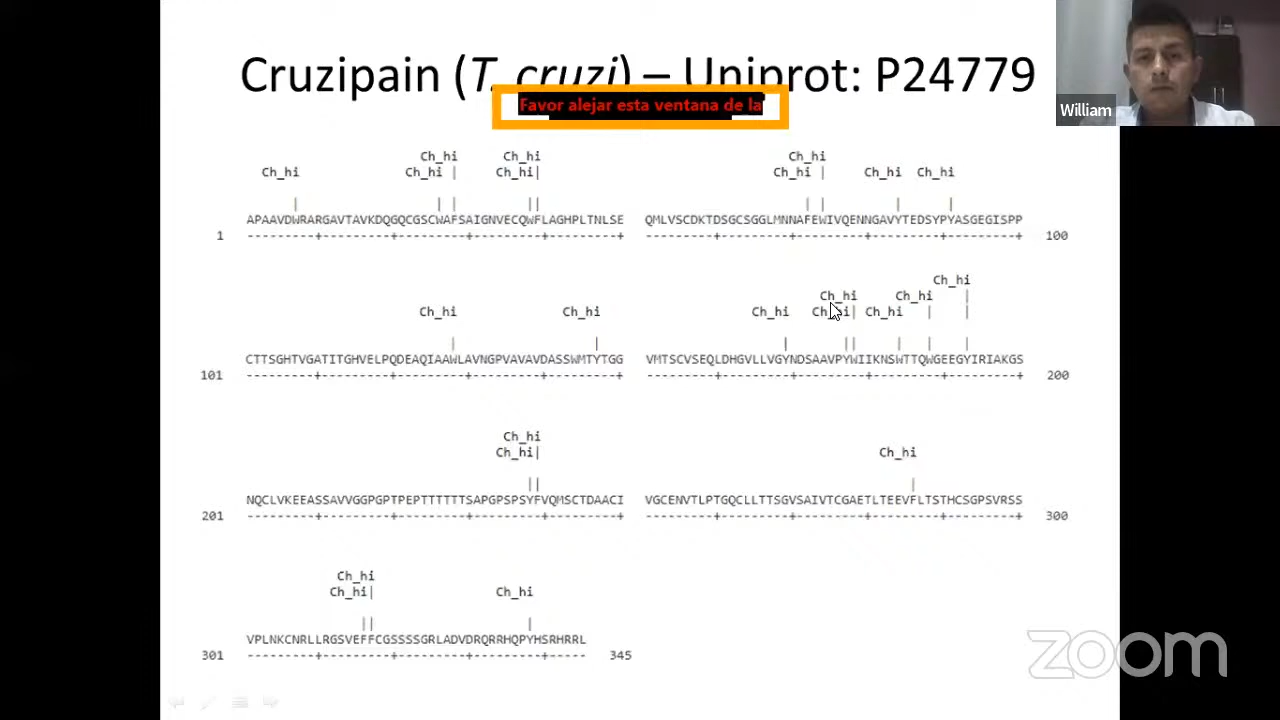 Cruzipain (T. cruzi) – Uniprot: P24779
Favor alejar esta ventana de la
William
Ch_hi Ch_hi Ch_hi
Ch_hi Ch_hi Ch_hi Ch_hi Ch_hi Ch_hi
APAAVDWRARGAVTAVKDQGQCGSCWAFSAIGNVECQWFLAGHPLTNLSE QMLVSCDKTDSGCSGGLMNNAFEWIVQENNGAVYTEDSYPYASGEGISPP
1 100
Ch_hi
Ch_hi Ch_hi
Ch_hi Ch_hi Ch_hi Ch_hi Ch_hi
CTTSGHTVGATITGHVELPQDEAQIAAWLAVNGPVAVAVDASSWMTYTGG VMTSCVSEQLDHGVLLVGYNDSAAVPYWIIKNSWTTQWGEEGYIRIAKGS
101 200
Ch_hi
Ch_hi Ch_hi
NQCLVKEEASSAVVGGPGPTPEPTTTTTTSAPGPSPSYFVQMSCTDAACI VGCENVTLPTGQCLLTTSGVSAIVTCGAETLTEEVFLTSTHCSGPSVRSS
201 300
Ch_hi
Ch_hi Ch_hi
VPLNKCNRLLRGSVEFFCGSSSSGRLADVDRQRRHQPYHSRHRRL
301 345
zoom